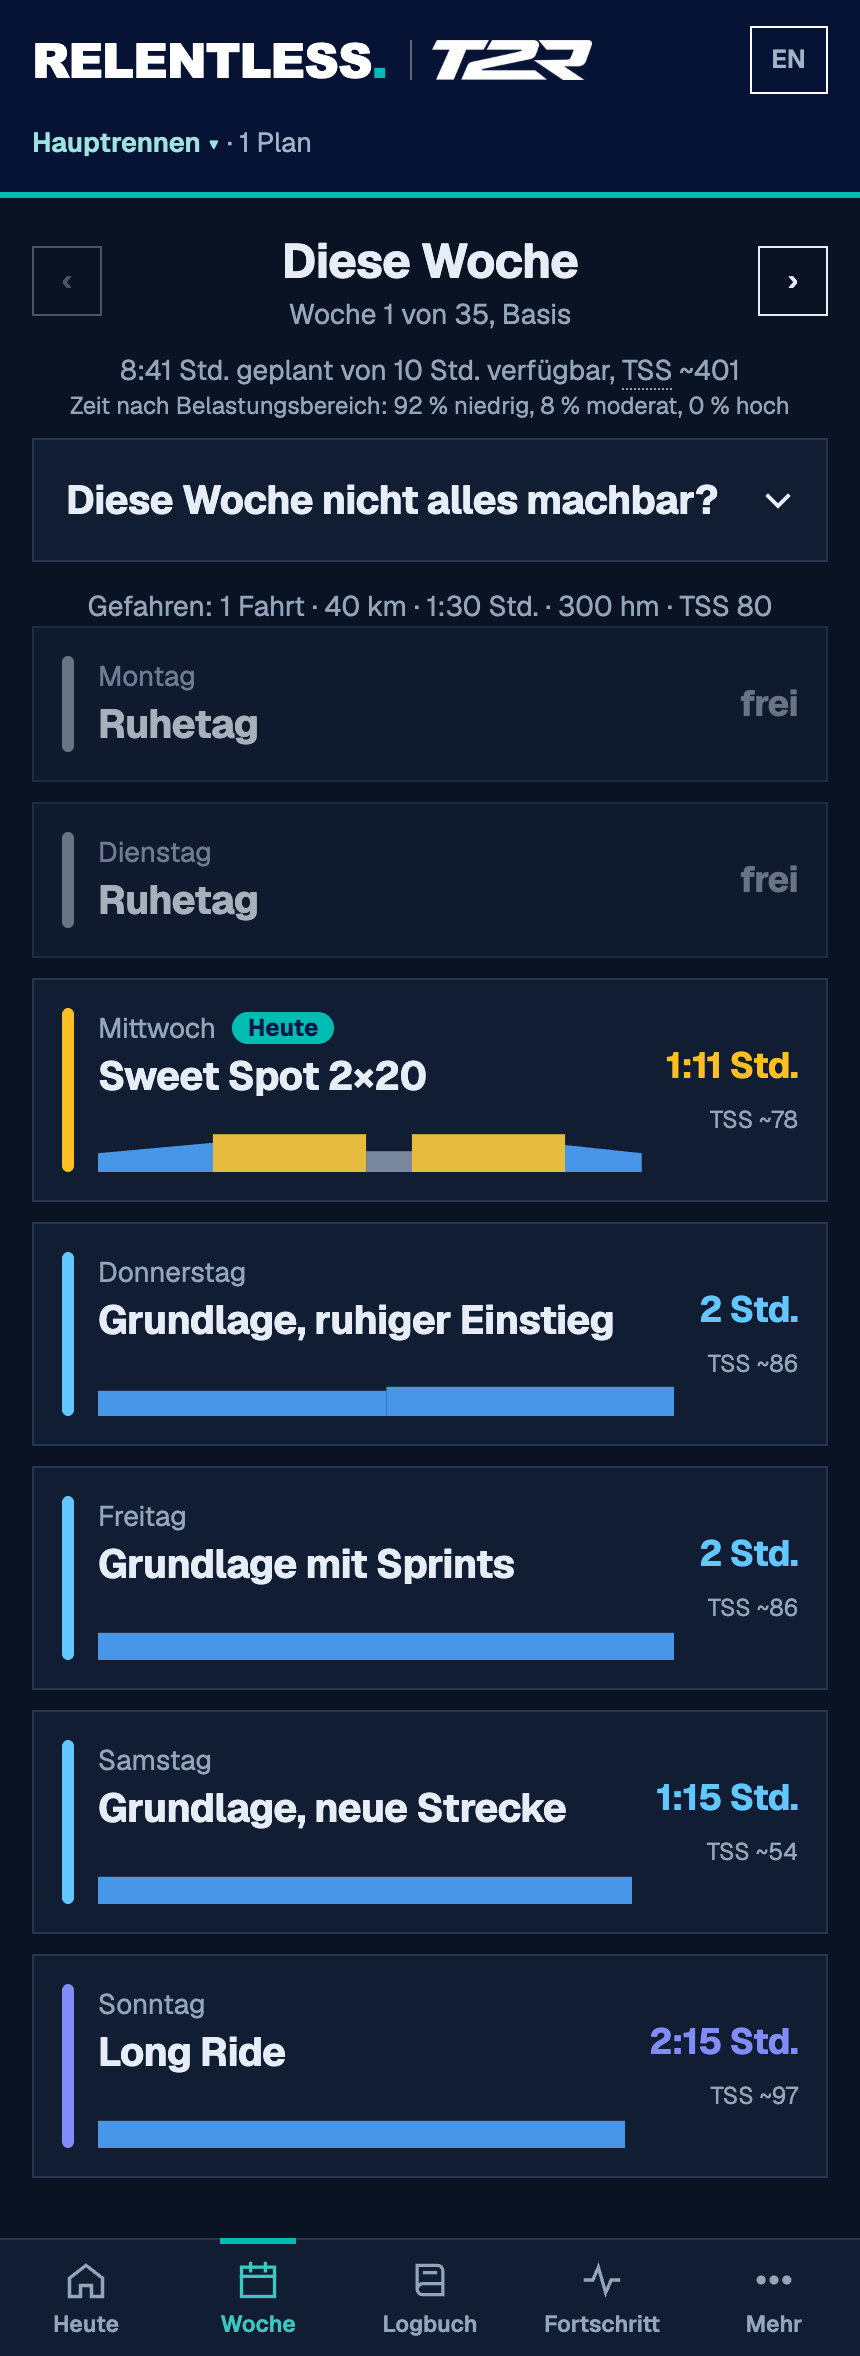 RELENTLESS. T2R EN
Hauptrennen ▾ · 1 Plan
‹ Diese Woche ›
Woche 1 von 35, Basis
8:41 Std. geplant von 10 Std. verfügbar, TSS ~401
Zeit nach Belastungsbereich: 92 % niedrig, 8 % moderat, 0 % hoch
Diese Woche nicht alles machbar?
Gefahren: 1 Fahrt · 40 km · 1:30 Std. · 300 hm · TSS 80
Montag
Ruhetag
frei
Dienstag
Ruhetag
frei
Mittwoch Heute
Sweet Spot 2×20
1:11 Std.
TSS ~78
Donnerstag
Grundlage, ruhiger Einstieg
2 Std.
TSS ~86
Freitag
Grundlage mit Sprints
2 Std.
TSS ~86
Samstag
Grundlage, neue Strecke
1:15 Std.
TSS ~54
Sonntag
Long Ride
2:15 Std.
TSS ~97
Heute Woche Logbuch Fortschritt Mehr